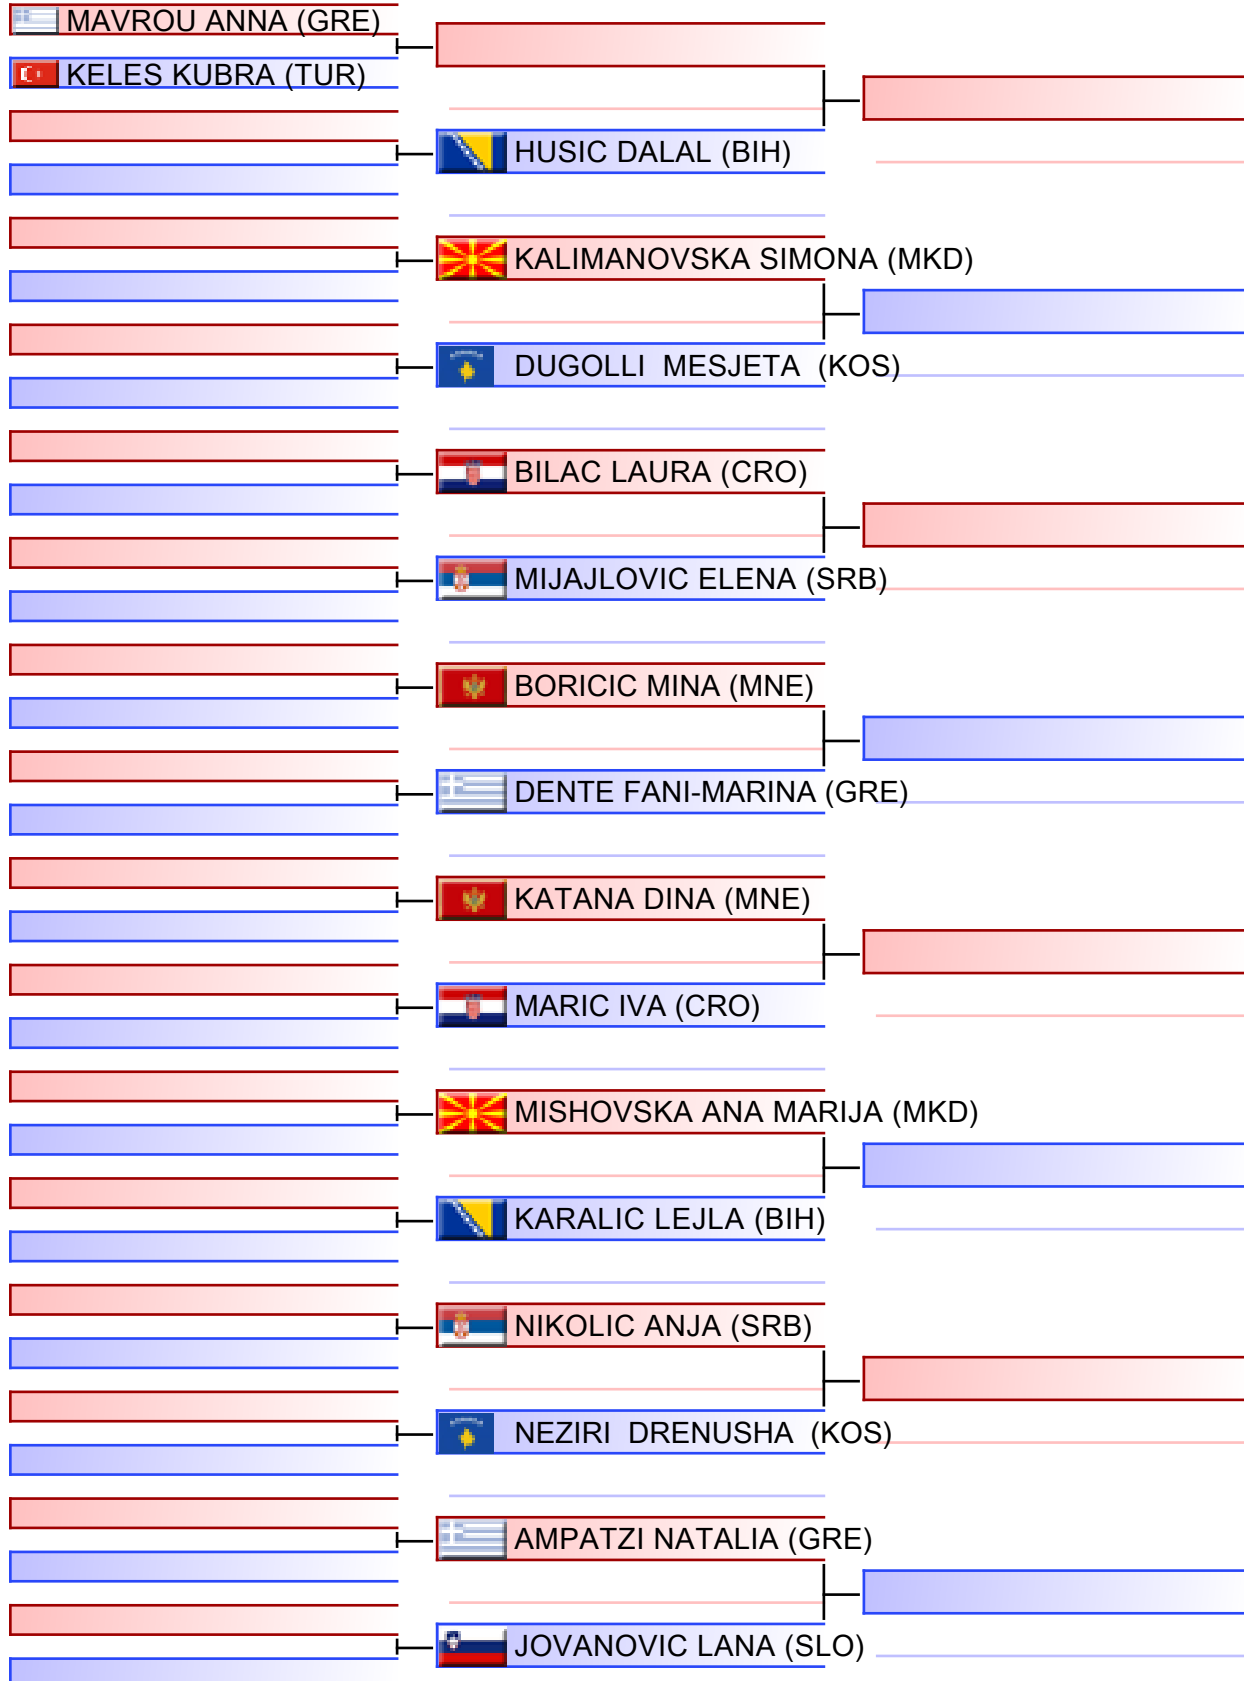 MAVROU ANNA (GRE)
KELES KUBRA (TUR)
HUSIC DALAL (BIH)
KALIMANOVSKA SIMONA (MKD)
DUGOLLI  MESJETA  (KOS)
BILAC LAURA (CRO)
MIJAJLOVIC ELENA (SRB)
BORICIC MINA (MNE)
DENTE FANI-MARINA (GRE)
KATANA DINA (MNE)
MARIC IVA (CRO)
MISHOVSKA ANA MARIJA (MKD)
KARALIC LEJLA (BIH)
NIKOLIC ANJA (SRB)
NEZIRI  DRENUSHA  (KOS)
AMPATZI NATALIA (GRE)
JOVANOVIC LANA (SLO)